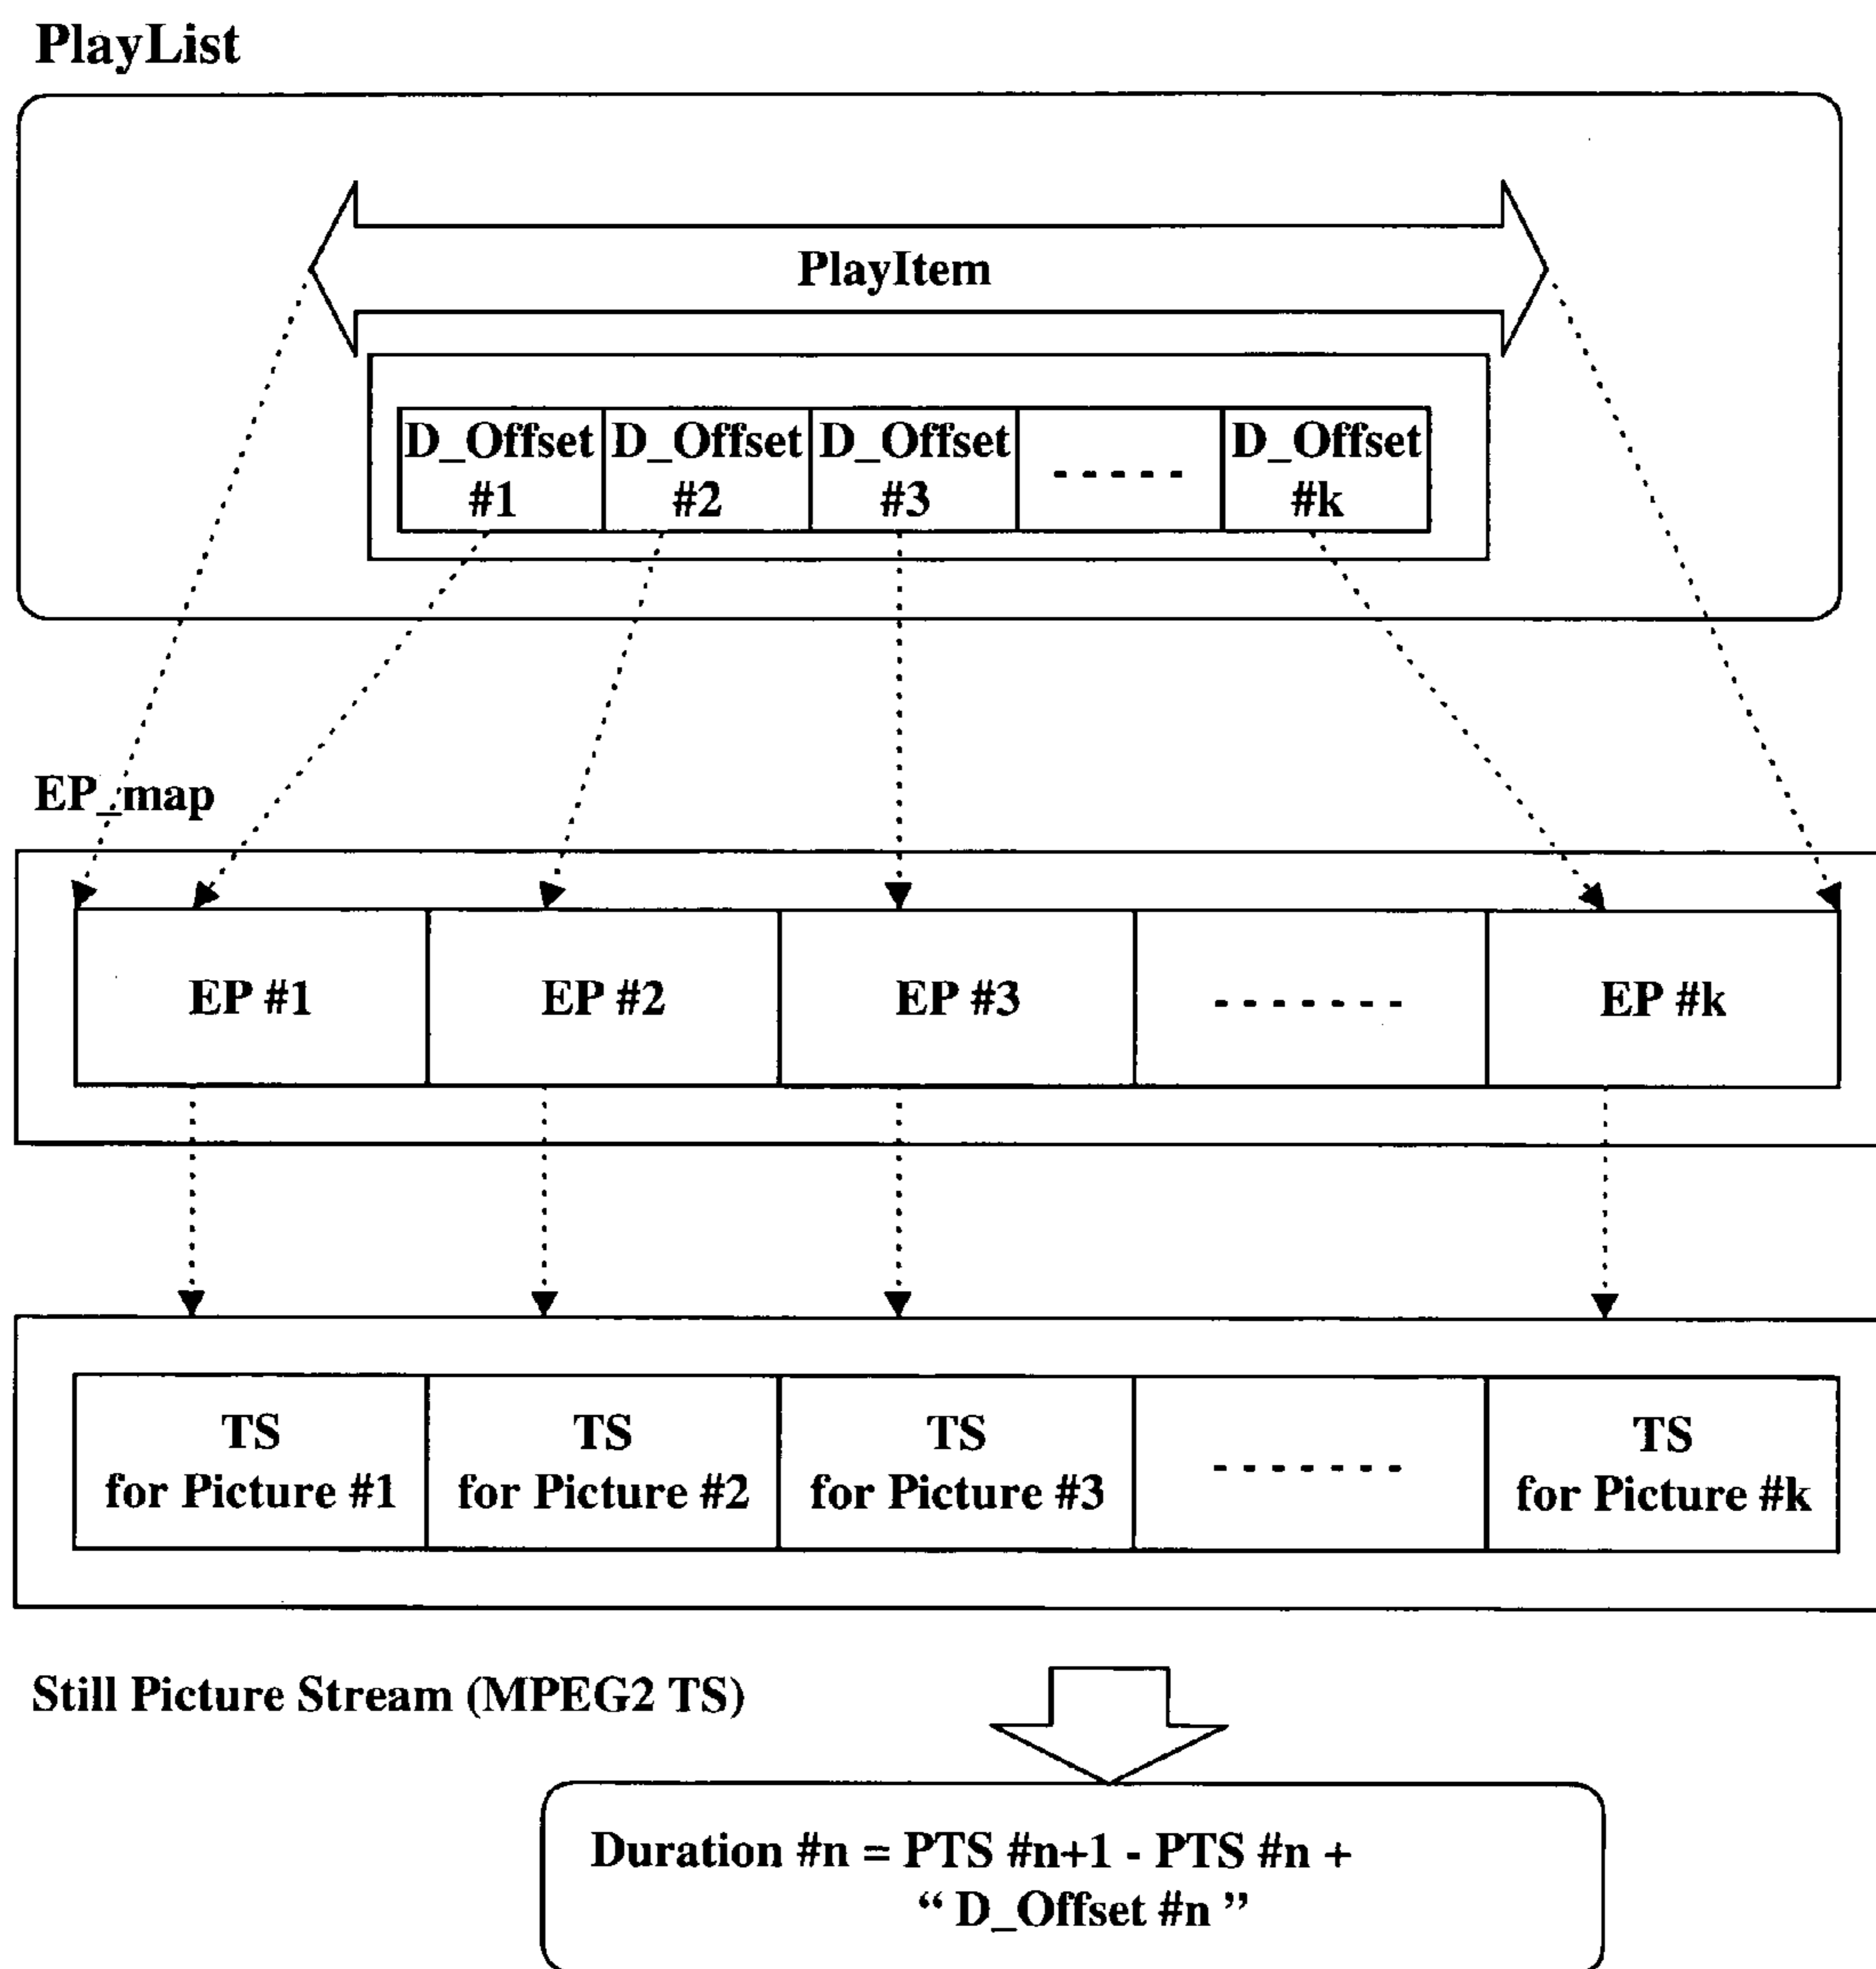 PlayList
PlayItem
D_Offset #1
D_Offset #2
D_Offset #3
-----
D_Offset #k
EP_map
EP #1
EP #2
EP #3
-------
EP #k
TS
for Picture #1
TS
for Picture #2
TS
for Picture #3
-------
TS
for Picture #k
Still Picture Stream (MPEG2 TS)
Duration #n = PTS #n+1 - PTS #n +
“ D_Offset #n ”